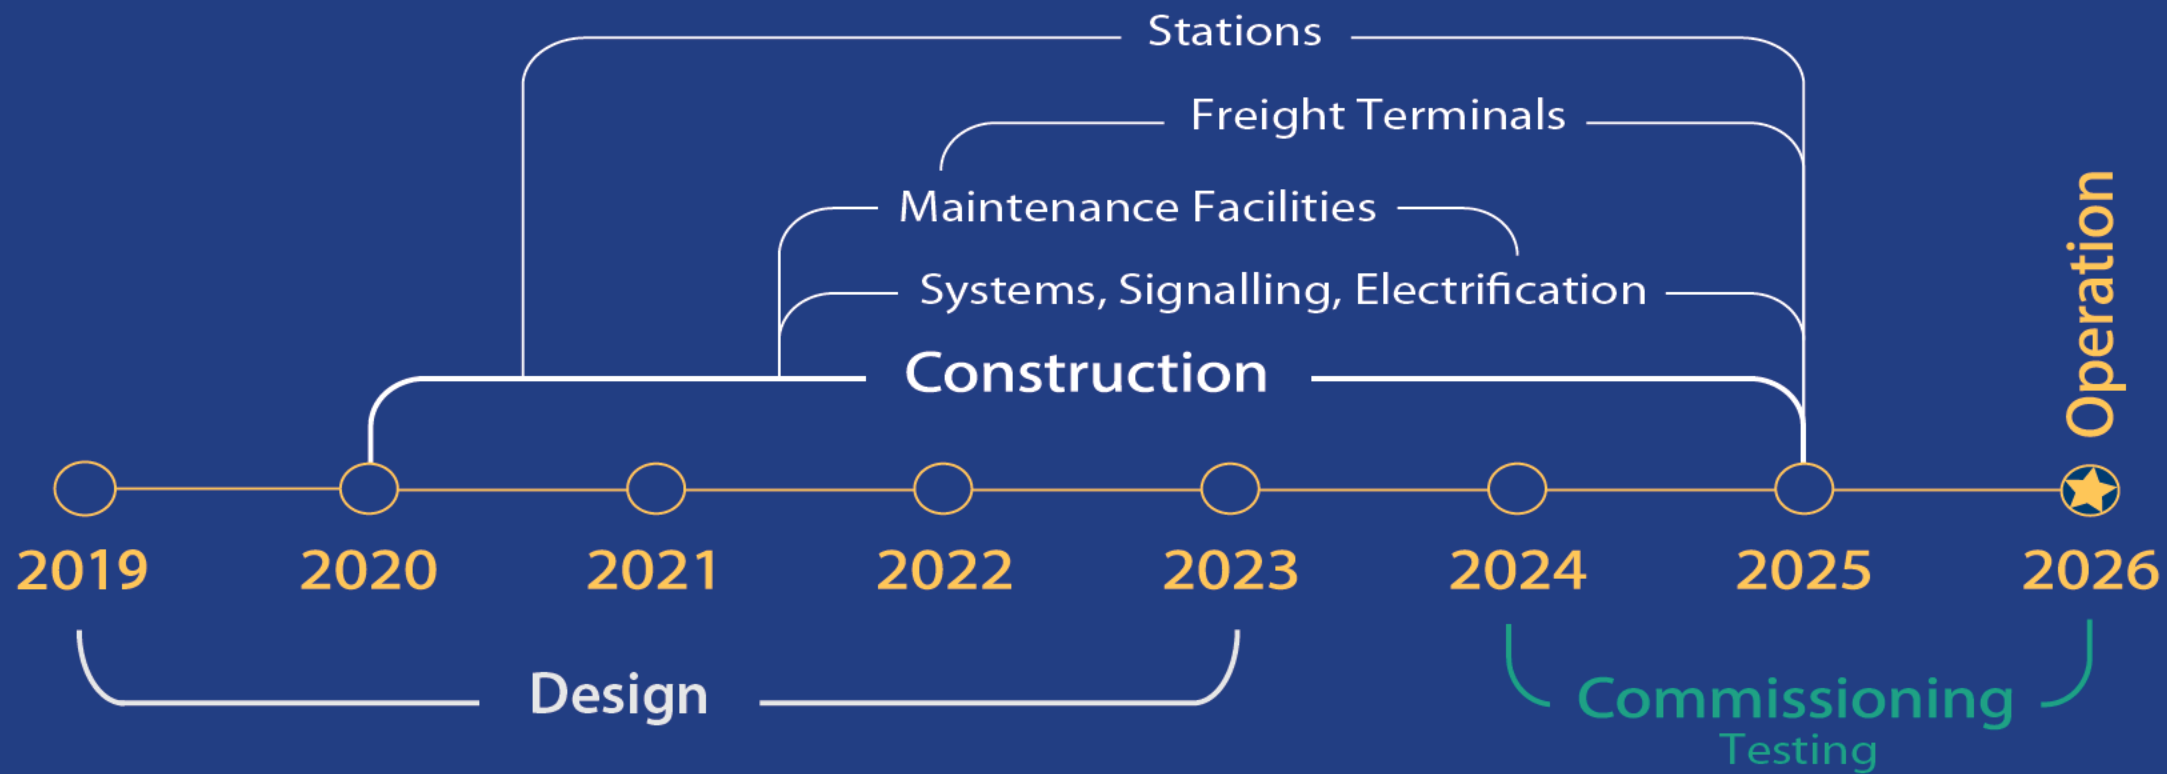 Stations
Freight Terminals
Maintenance Facilities
Systems, Signalling, Electrification
Construction
Operation
2019 2020 2021 2022 2023 2024 2025 2026
Design
Commissioning
Testing